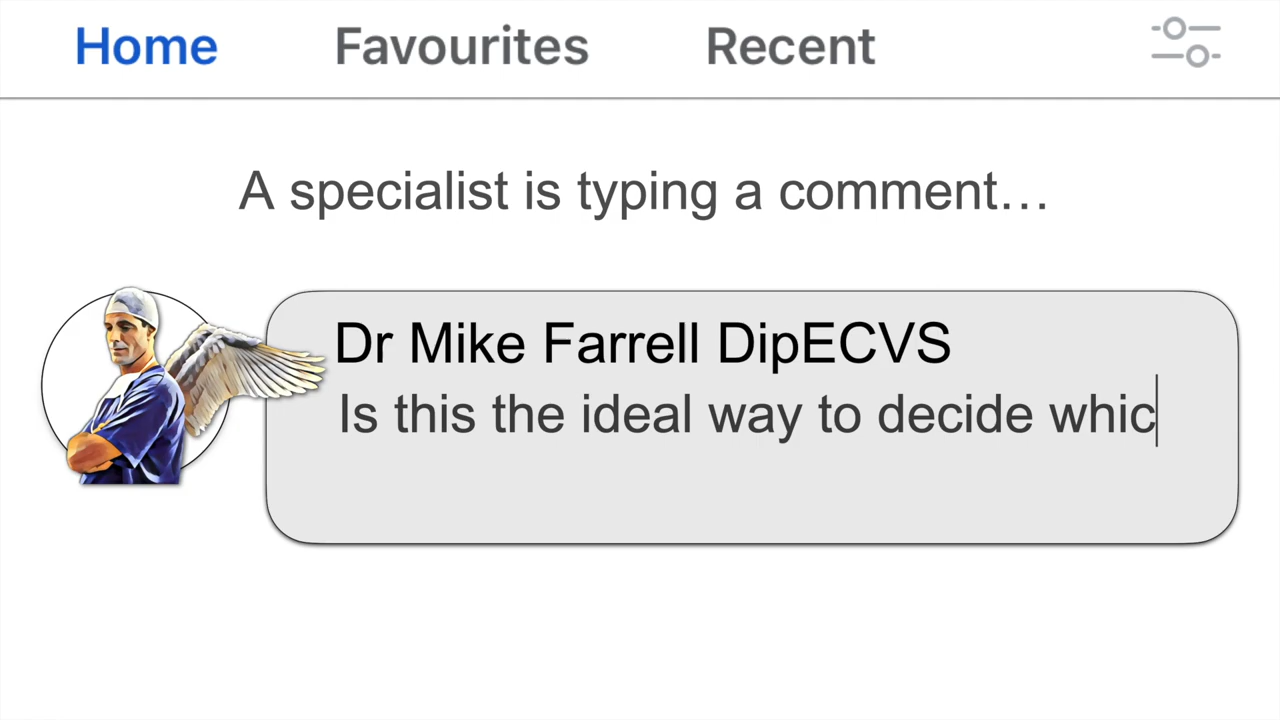 Home Favourites Recent
A specialist is typing a comment…
Dr Mike Farrell DipECVS
Is this the ideal way to decide whic